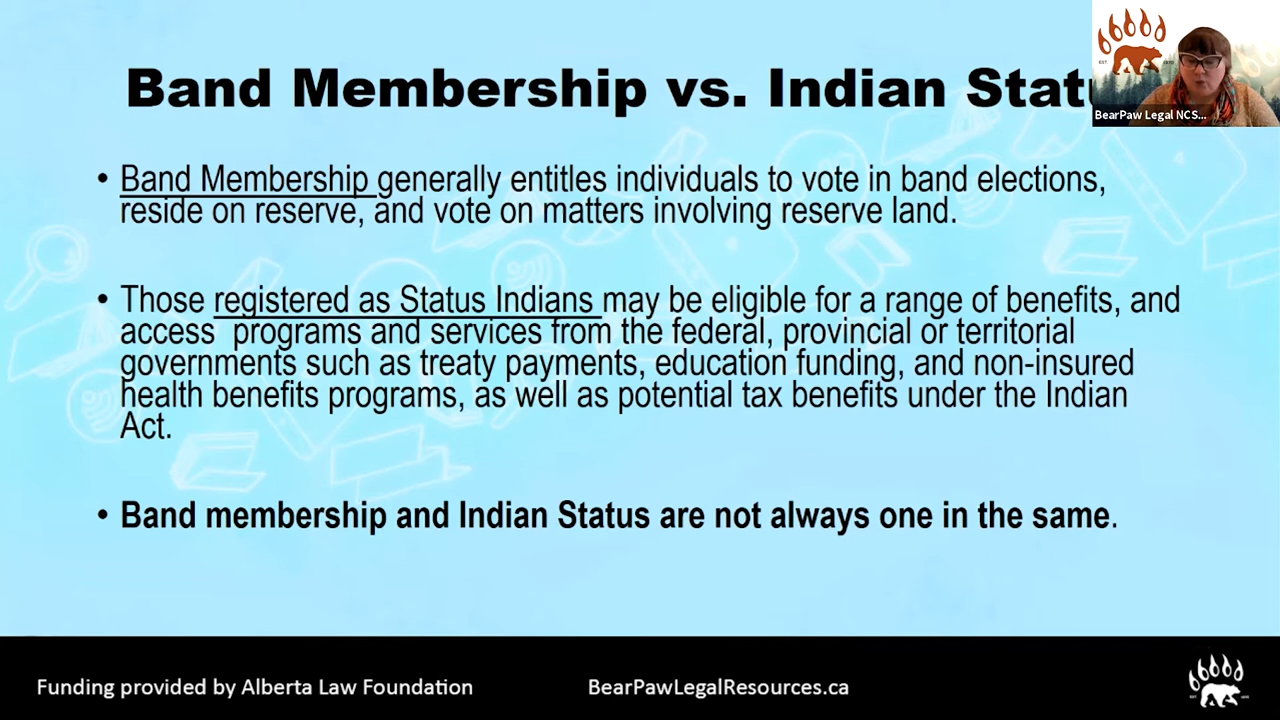 Band Membership vs. Indian Statu
BearPaw Legal NCS...
• Band Membership generally entitles individuals to vote in band elections,
reside on reserve, and vote on matters involving reserve land.
• Those registered as Status Indians may be eligible for a range of benefits, and
access  programs and services from the federal, provincial or territorial
governments such as treaty payments, education funding, and non-insured
health benefits programs, as well as potential tax benefits under the Indian
Act.
• Band membership and Indian Status are not always one in the same.
Funding provided by Alberta Law Foundation
BearPawLegalResources.ca